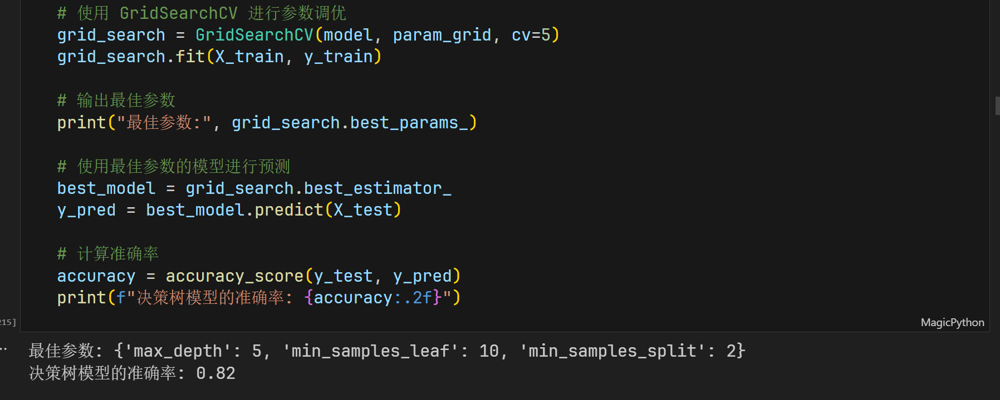 # 使用 GridSearchCV 进行参数调优
grid_search = GridSearchCV(model, param_grid, cv=5)
grid_search.fit(X_train, y_train)
# 输出最佳参数
print("最佳参数:", grid_search.best_params_)
# 使用最佳参数的模型进行预测
best_model = grid_search.best_estimator_
y_pred = best_model.predict(X_test)
# 计算准确率
accuracy = accuracy_score(y_test, y_pred)
print(f"决策树模型的准确率: {accuracy:.2f}")
215]
MagicPython
最佳参数: {'max_depth': 5, 'min_samples_leaf': 10, 'min_samples_split': 2}
决策树模型的准确率: 0.82